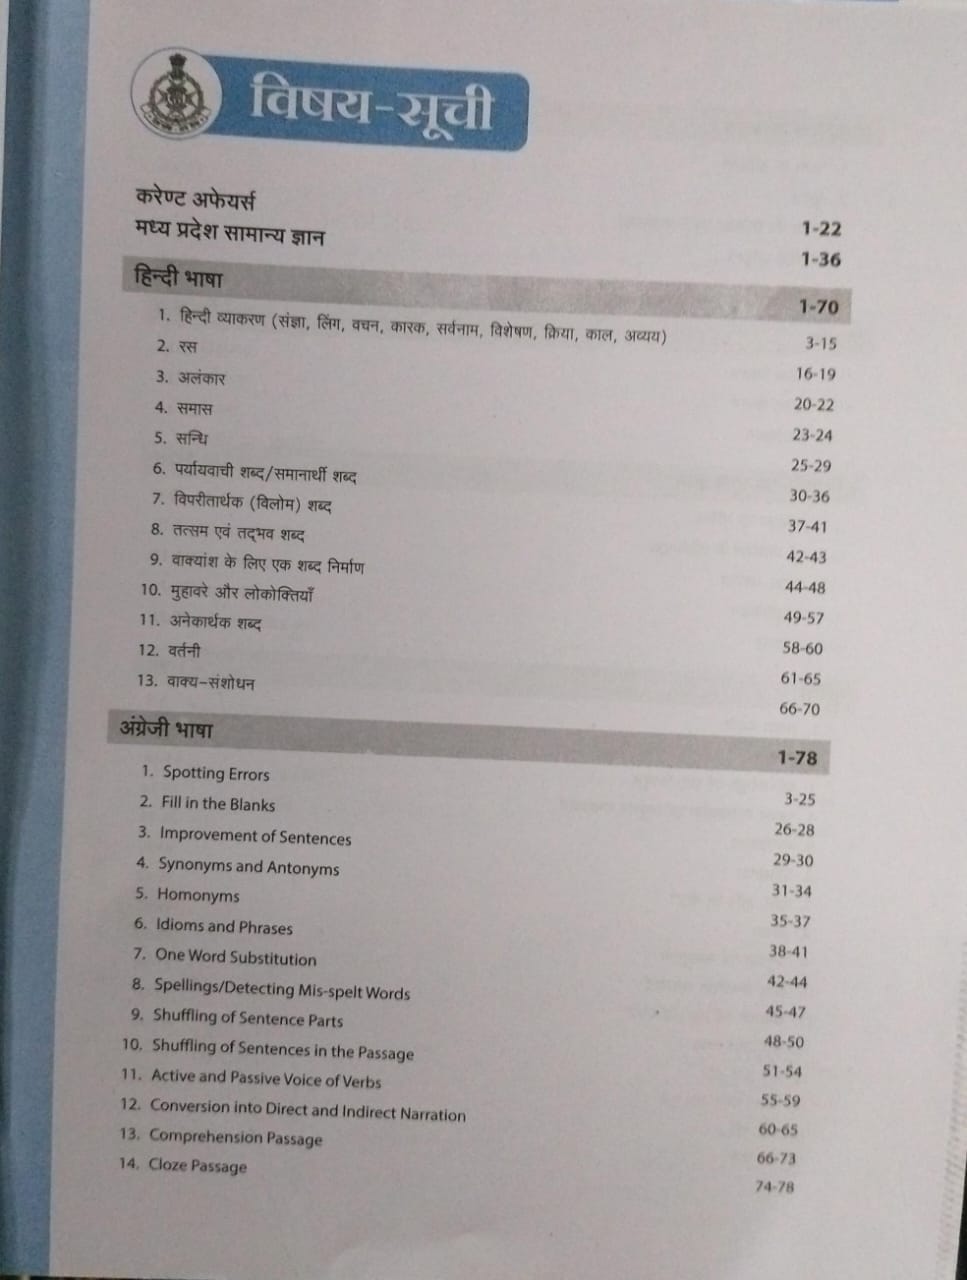 विषय-सूची
करेण्ट अफेयर्स 1-22
मध्य प्रदेश सामान्य ज्ञान 1-36
हिन्दी भाषा 1-70
1. हिन्दी व्याकरण (संज्ञा, लिंग, वचन, कारक, सर्वनाम, विशेषण, क्रिया, काल, अव्यय) 3-15
2. रस 16-19
3. अलंकार 20-22
4. समास 23-24
5. सन्धि 25-29
6. पर्यायवाची शब्द/समानार्थी शब्द 30-36
7. विपरीतार्थक (विलोम) शब्द 37-41
8. तत्सम एवं तद्भव शब्द 42-43
9. वाक्यांश के लिए एक शब्द निर्माण 44-48
10. मुहावरे और लोकोक्तियाँ 49-57
11. अनेकार्थक शब्द 58-60
12. वर्तनी 61-65
13. वाक्य-संशोधन 66-70
अंग्रेजी भाषा 1-78
1. Spotting Errors 3-25
2. Fill in the Blanks 26-28
3. Improvement of Sentences 29-30
4. Synonyms and Antonyms 31-34
5. Homonyms 35-37
6. Idioms and Phrases 38-41
7. One Word Substitution 42-44
8. Spellings/Detecting Mis-spelt Words 45-47
9. Shuffling of Sentence Parts 48-50
10. Shuffling of Sentences in the Passage 51-54
11. Active and Passive Voice of Verbs 55-59
12. Conversion into Direct and Indirect Narration 60-65
13. Comprehension Passage 66-73
14. Cloze Passage 74-78